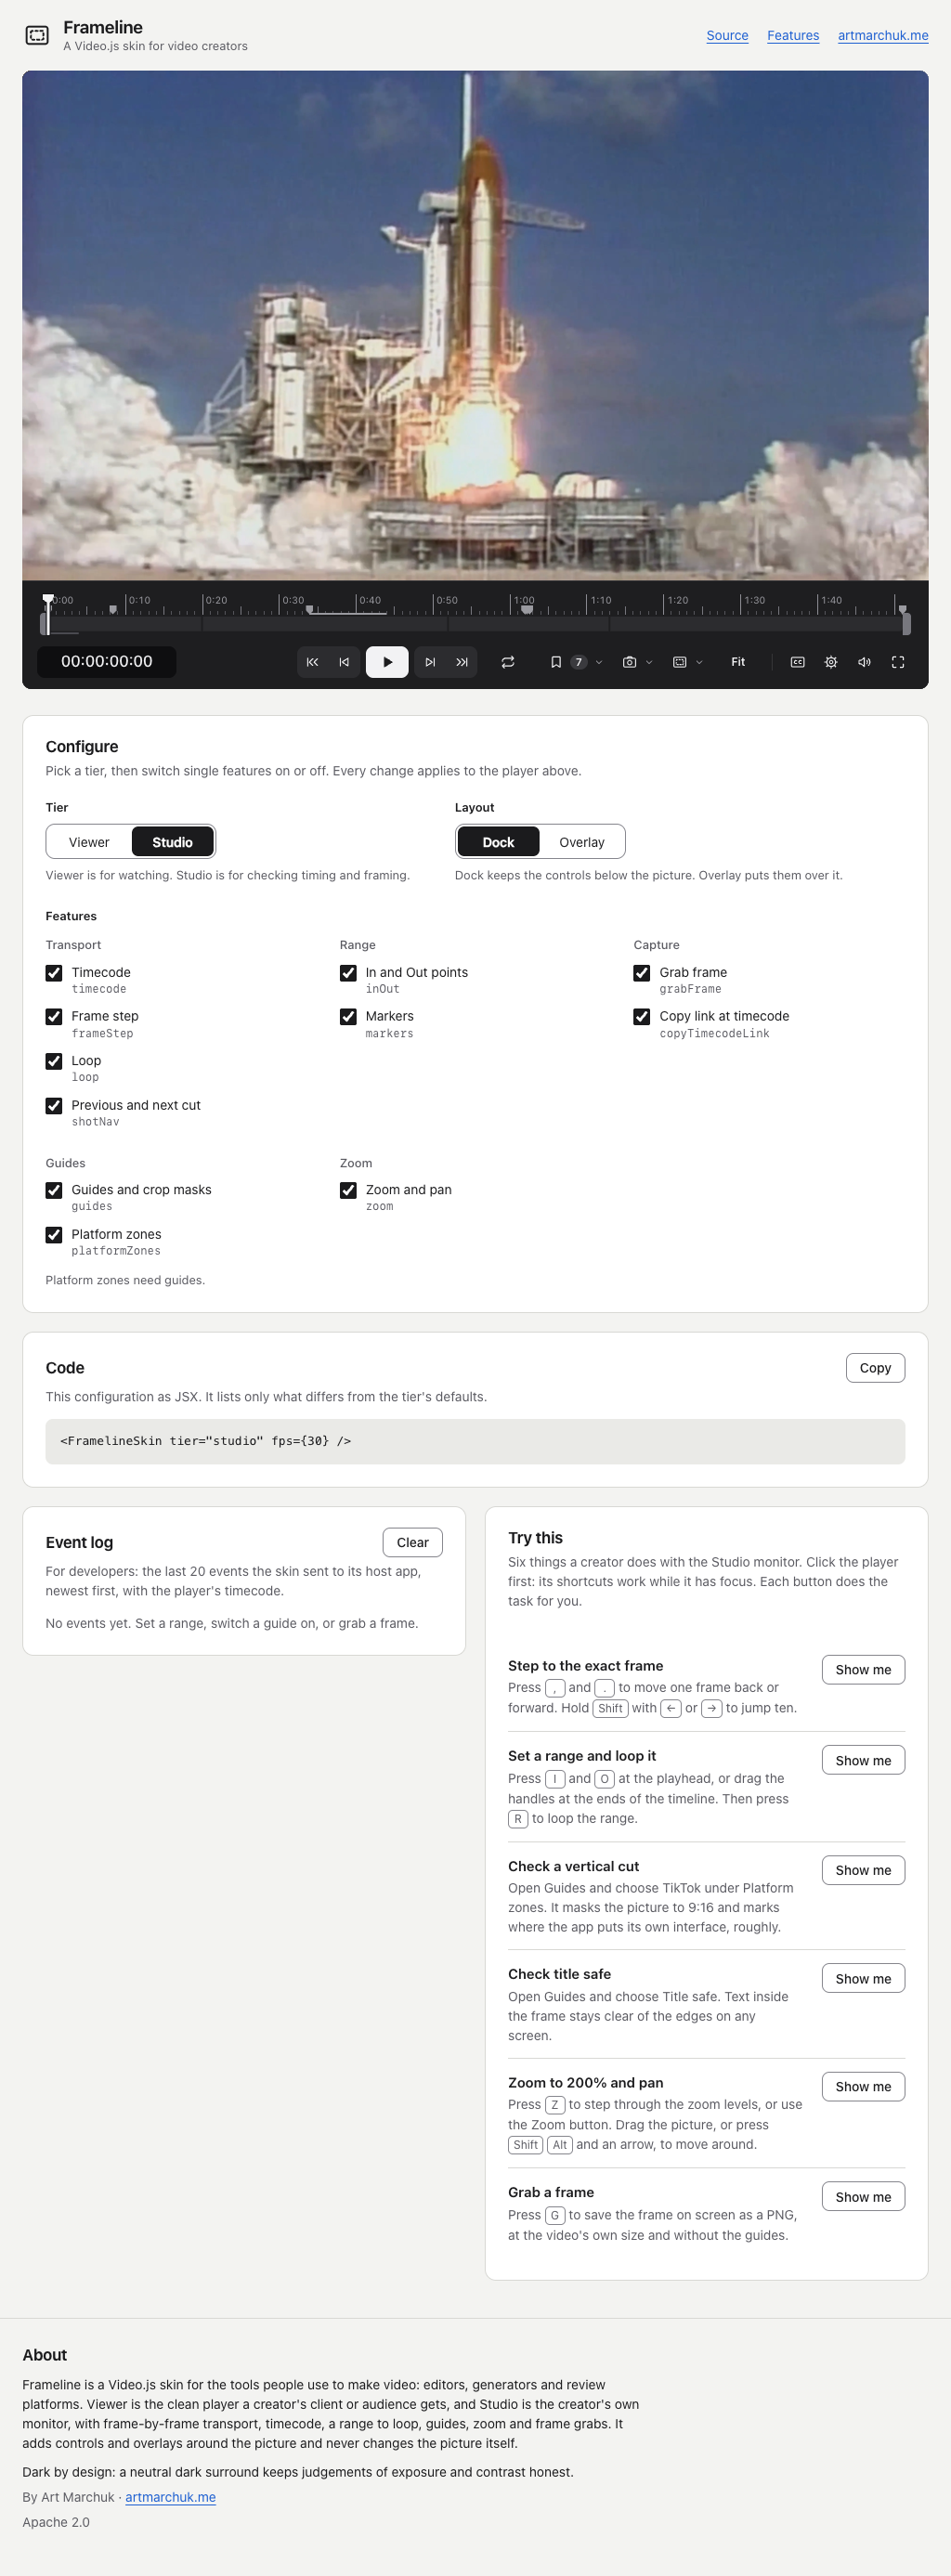 Frameline
A Video.js skin for video creators
Source Features artmarchuk.me
0:00 0:10 0:20 0:30 0:40 0:50 1:00 1:10 1:20 1:30 1:40
00:00:00:00
7
Fit
CC
Configure
Pick a tier, then switch single features on or off. Every change applies to the player above.
Tier
Viewer Studio
Viewer is for watching. Studio is for checking timing and framing.
Layout
Dock Overlay
Dock keeps the controls below the picture. Overlay puts them over it.
Features
Transport
Timecode
timecode
Frame step
frameStep
Loop
loop
Previous and next cut
shotNav
Range
In and Out points
inOut
Markers
markers
Capture
Grab frame
grabFrame
Copy link at timecode
copyTimecodeLink
Guides
Guides and crop masks
guides
Platform zones
platformZones
Platform zones need guides.
Zoom
Zoom and pan
zoom
Code
Copy
This configuration as JSX. It lists only what differs from the tier's defaults.
<FramelineSkin tier="studio" fps={30} />
Event log
Clear
For developers: the last 20 events the skin sent to its host app,
newest first, with the player's timecode.
No events yet. Set a range, switch a guide on, or grab a frame.
Try this
Six things a creator does with the Studio monitor. Click the player
first: its shortcuts work while it has focus. Each button does the
task for you.
Step to the exact frame
Show me
Press , and . to move one frame back or
forward. Hold Shift with ← or → to jump ten.
Set a range and loop it
Show me
Press I and O at the playhead, or drag the
handles at the ends of the timeline. Then press
R to loop the range.
Check a vertical cut
Show me
Open Guides and choose TikTok under Platform
zones. It masks the picture to 9:16 and marks
where the app puts its own interface, roughly.
Check title safe
Show me
Open Guides and choose Title safe. Text inside
the frame stays clear of the edges on any
screen.
Zoom to 200% and pan
Show me
Press Z to step through the zoom levels, or use
the Zoom button. Drag the picture, or press
Shift Alt and an arrow, to move around.
Grab a frame
Show me
Press G to save the frame on screen as a PNG,
at the video's own size and without the guides.
About
Frameline is a Video.js skin for the tools people use to make video: editors, generators and review
platforms. Viewer is the clean player a creator's client or audience gets, and Studio is the creator's own
monitor, with frame-by-frame transport, timecode, a range to loop, guides, zoom and frame grabs. It
adds controls and overlays around the picture and never changes the picture itself.
Dark by design: a neutral dark surround keeps judgements of exposure and contrast honest.
By Art Marchuk · artmarchuk.me
Apache 2.0